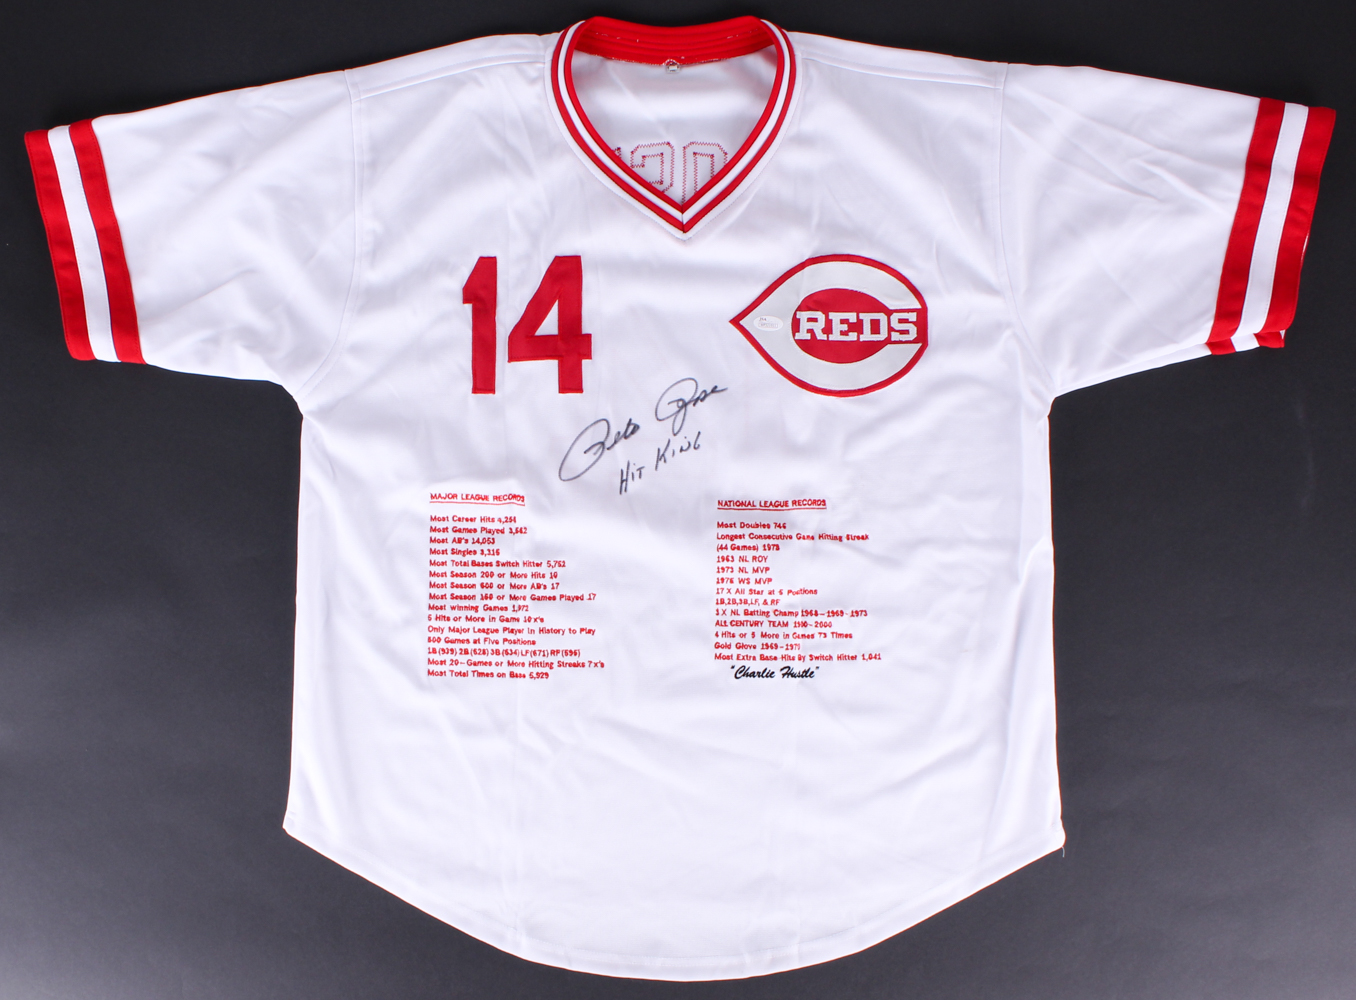 14
REDS
Pete Rose
Hit King
MAJOR LEAGUE RECORDS
Most Career Hits 4,256
Most Games Played 3,562
Most AB's 14,053
Most Singles 3,315
Most Total Bases Switch Hitter 5,752
Most Season 200 or More Hits 10
Most Season 600 or More AB's 17
Most Season 150 or More Games Played 17
Most winning Games 1,972
5 Hits or More in Game 10 x's
Only Major League Player in History to Play
500 Games at Five Positions
1B (939) 2B (628) 3B (634) LF (671) RF (595)
Most 20- Games or More Hitting Streaks 7 x's
Most Total Times on Base 5,929
NATIONAL LEAGUE RECORDS
Most Doubles 746
Longest Consecutive Game Hitting Streak
(44 Games) 1978
1963 NL ROY
1973 NL MVP
1975 WS MVP
17 X All Star at 5 Positions
1B,2B,3B,LF, & RF
3 X NL Batting Champ 1968-1969-1973
ALL CENTURY TEAM 1900-2000
4 Hits or 5 More in Games 73 Times
Gold Glove 1969-1970
Most Extra Base Hits By Switch Hitter 1,041
"Charlie Hustle"